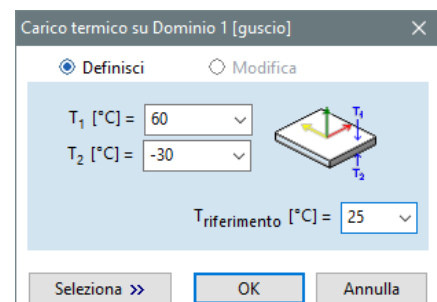 Carico termico su Dominio 1 [guscio]
Definisci Modifica
T₁ [°C] = 60
T₁
T₂ [°C] = -30
T₂
Triferimento [°C] = 25
Seleziona >> OK Annulla